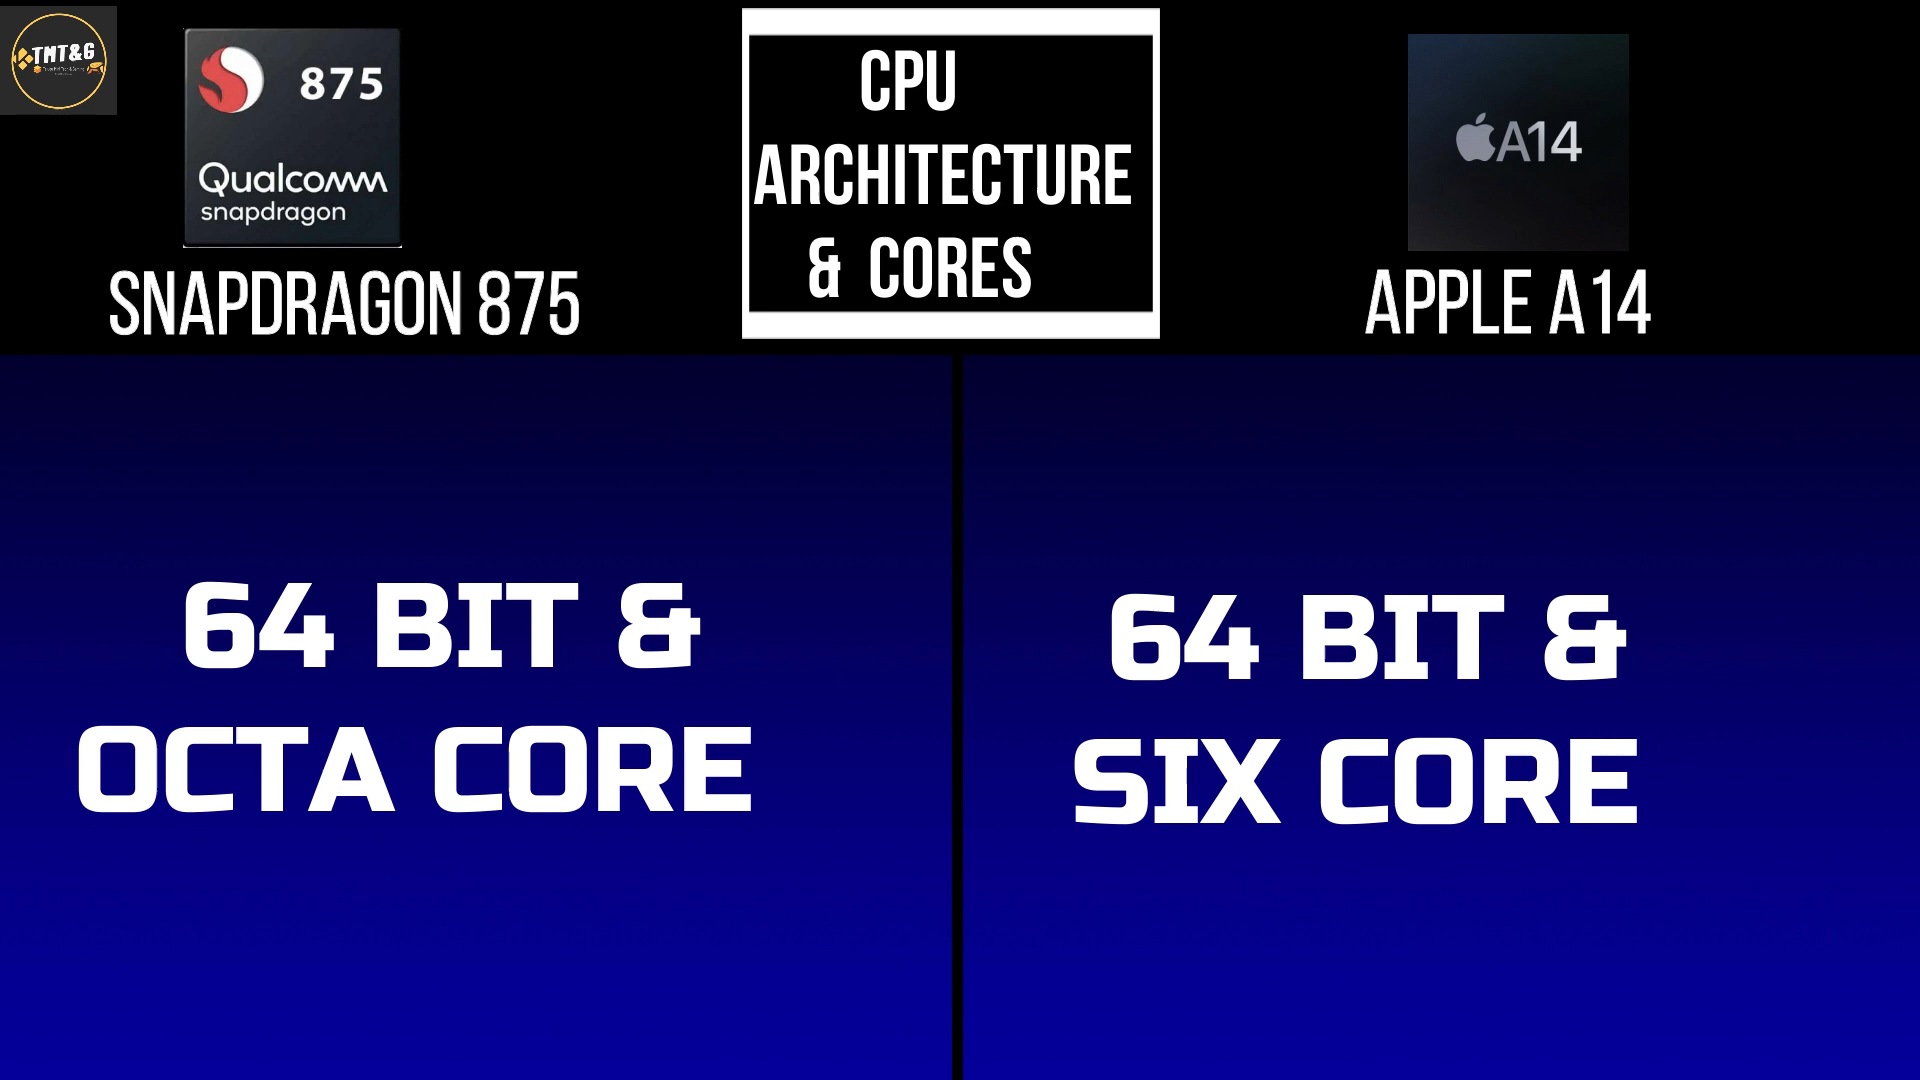 TMT&G
875
Qualcomm
snapdragon
SNAPDRAGON 875
CPU
ARCHITECTURE
& CORES
A14
APPLE A14
64 BIT &
OCTA CORE
64 BIT &
SIX CORE